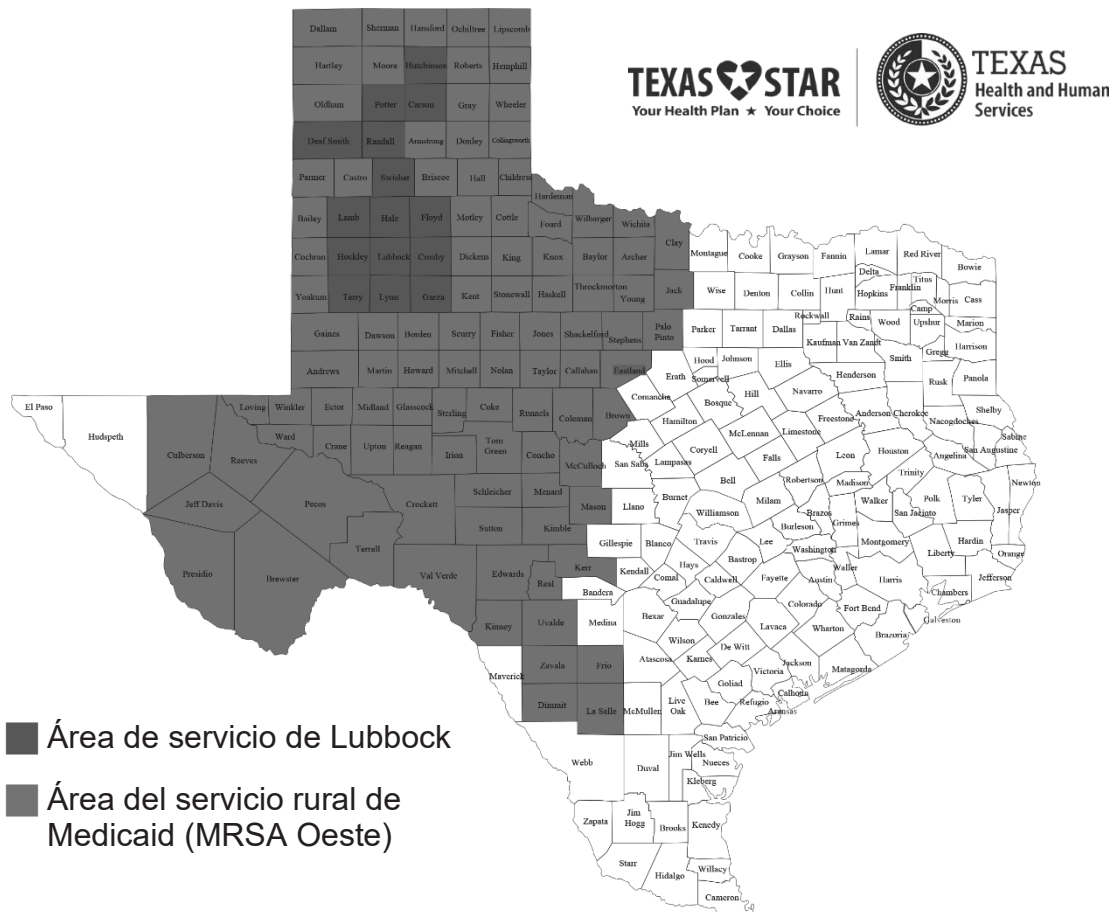 Dallam Sherman Hansford Ochiltree Lipscomb
TEXAS STAR
Your Health Plan ★ Your Choice
TEXAS
Health and Human
Services
Hartley Moore Hutchinson Roberts Hemphill
Oldham Potter Carson Gray Wheeler
Deaf Smith Randall Armstrong Donley Collingsworth
Parmer Castro Swisher Briscoe Hall Childress
Hardeman
Bailey Lamb Hale Floyd Motley Cottle Foard Wilbarger Wichita
Clay
Cochran Hockley Lubbock Crosby Dickens King Knox Baylor Archer
Montague Cooke Grayson Fannin Lamar Red River Bowie
Delta Titus
Yoakum Terry Lynn Garza Kent Stonewall Haskell Throckmorton Young Jack
Wise Denton Collin Hunt Hopkins Franklin Morris Cass
Camp
Rockwall Rains Wood Upshur Marion
Gaines Dawson Borden Scurry Fisher Jones Shackelford Stephens Palo Pinto
Parker Tarrant Dallas Kaufman Van Zandt Gregg Harrison
Smith
Andrews Martin Howard Mitchell Nolan Taylor Callahan Eastland
Hood Johnson Ellis Henderson Rusk Panola
Erath Somervell
El Paso Hudspeth
Loving Winkler Ector Midland Glasscock Sterling Coke Runnels Coleman Brown
Comanche Bosque Hill Navarro
Anderson Cherokee Nacogdoches Shelby
Culberson Reeves Ward Crane Upton Reagan Irion Tom Green Concho McCulloch
Hamilton McLennan Limestone Freestone
Mills Coryell Falls Leon Houston Angelina San Augustine Sabine
San Saba Lampasas Bell Robertson Madison Trinity Newton
Jeff Davis Pecos Crockett Schleicher Menard Mason
Llano Burnet Williamson Milam Brazos Grimes Walker San Jacinto Polk Tyler Jasper
Sutton Kimble
Burleson Montgomery Hardin
Terrell
Gillespie Blanco Travis Lee Washington Liberty Orange
Presidio Brewster Val Verde Edwards Real Kerr
Kendall Hays Bastrop Waller Harris Jefferson
Comal Caldwell Fayette Austin Chambers
Bandera Guadalupe Colorado Fort Bend
Kinney Uvalde Medina Bexar Gonzales Lavaca Wharton Brazoria Galveston
Wilson De Witt
Zavala Frio Atascosa Karnes Jackson Matagorda
Maverick Goliad Victoria
Dimmit La Salle McMullen Live Oak Bee Refugio Calhoun
Aransas
San Patricio
Webb Duval Jim Wells Nueces
Kleberg
Zapata Jim Hogg Brooks Kenedy
Starr Hidalgo Willacy
Cameron
Área de servicio de Lubbock
Área del servicio rural de
Medicaid (MRSA Oeste)